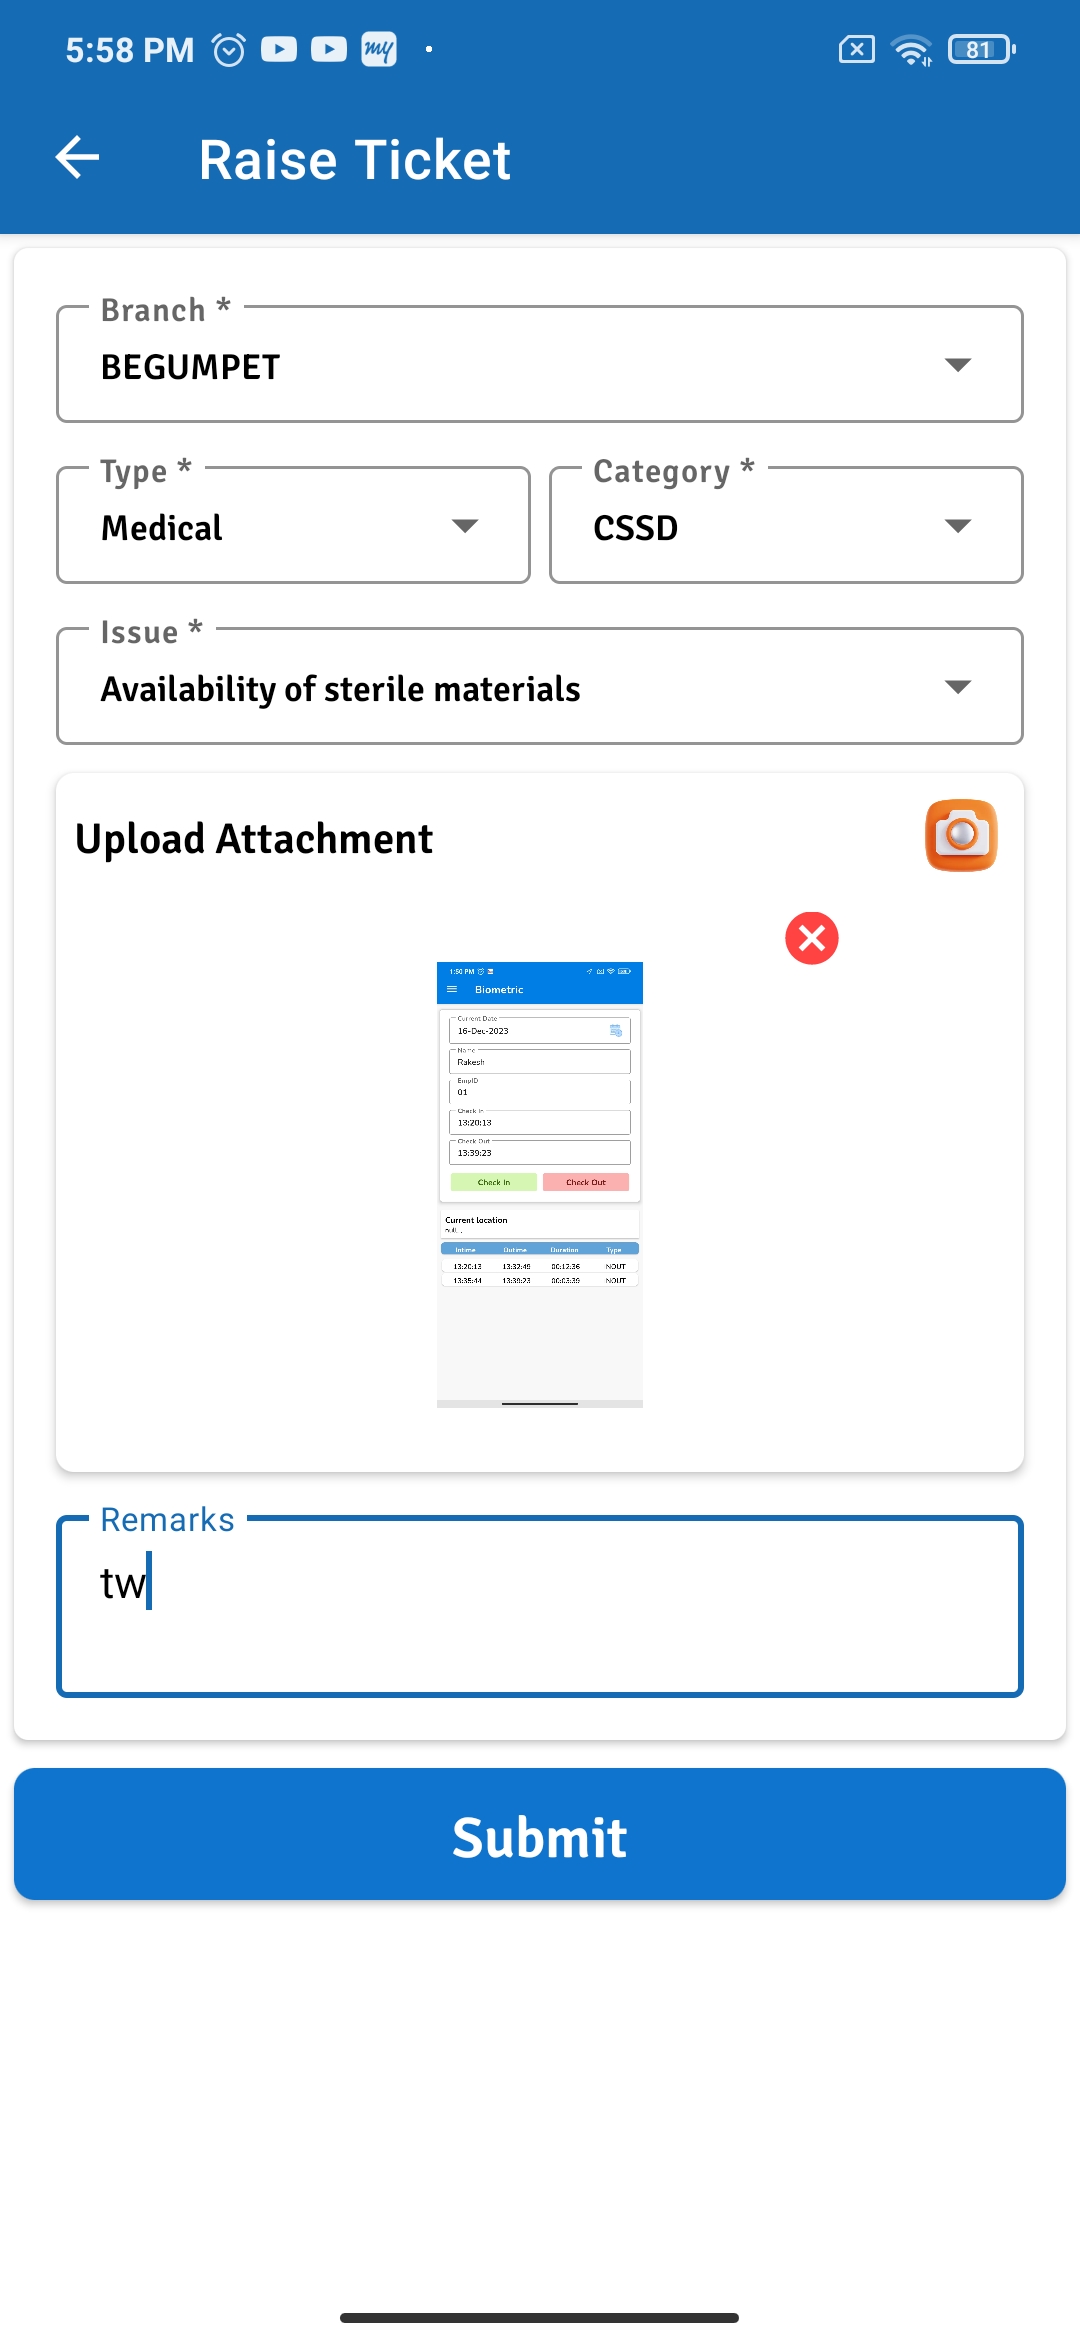 5:58 PM my 81
Raise Ticket
Branch *
BEGUMPET
Type * Category *
Medical CSSD
Issue *
Availability of sterile materials
Upload Attachment
1:50 PM
Biometric
Current Date
16-Dec-2023
Name
Rakesh
EmpID
01
Check In
13:20:13
Check Out
13:39:23
Check In Check Out
Current location
null ,
Intime Outime Duration Type
13:20:13 13:32:49 00:12:36 NOUT
13:35:44 13:39:23 00:03:39 NOUT
Remarks
tw
Submit